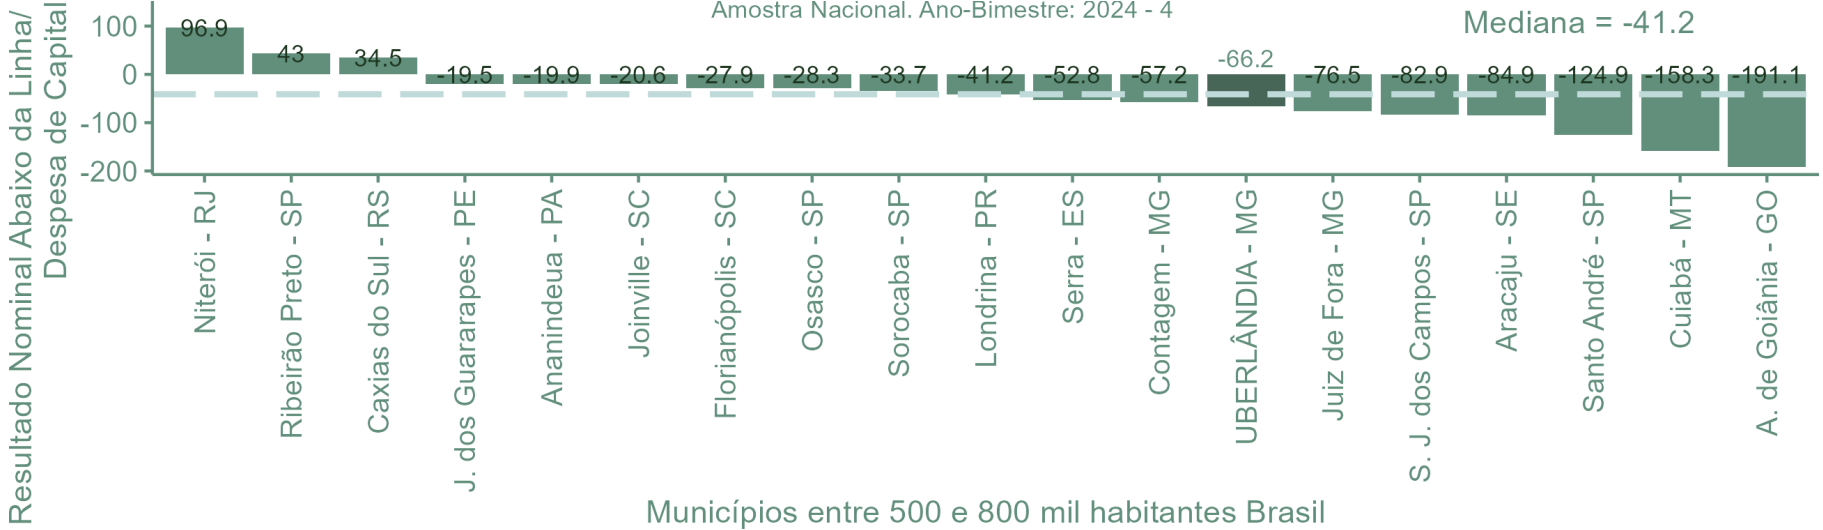 Amostra Nacional. Ano-Bimestre: 2024 - 4
Mediana = -41.2
Resultado Nominal Abaixo da Linha/
Despesa de Capital
100
0
-100
-200
96.9
43
34.5
-19.5
-19.9
-20.6
-27.9
-28.3
-33.7
-41.2
-52.8
-57.2
-66.2
-76.5
-82.9
-84.9
-124.9
-158.3
-191.1
Niterói - RJ
Ribeirão Preto - SP
Caxias do Sul - RS
J. dos Guararapes - PE
Ananindeua - PA
Joinville - SC
Florianópolis - SC
Osasco - SP
Sorocaba - SP
Londrina - PR
Serra - ES
Contagem - MG
UBERLÂNDIA - MG
Juiz de Fora - MG
S. J. dos Campos - SP
Aracaju - SE
Santo André - SP
Cuiabá - MT
A. de Goiânia - GO
Municípios entre 500 e 800 mil habitantes Brasil